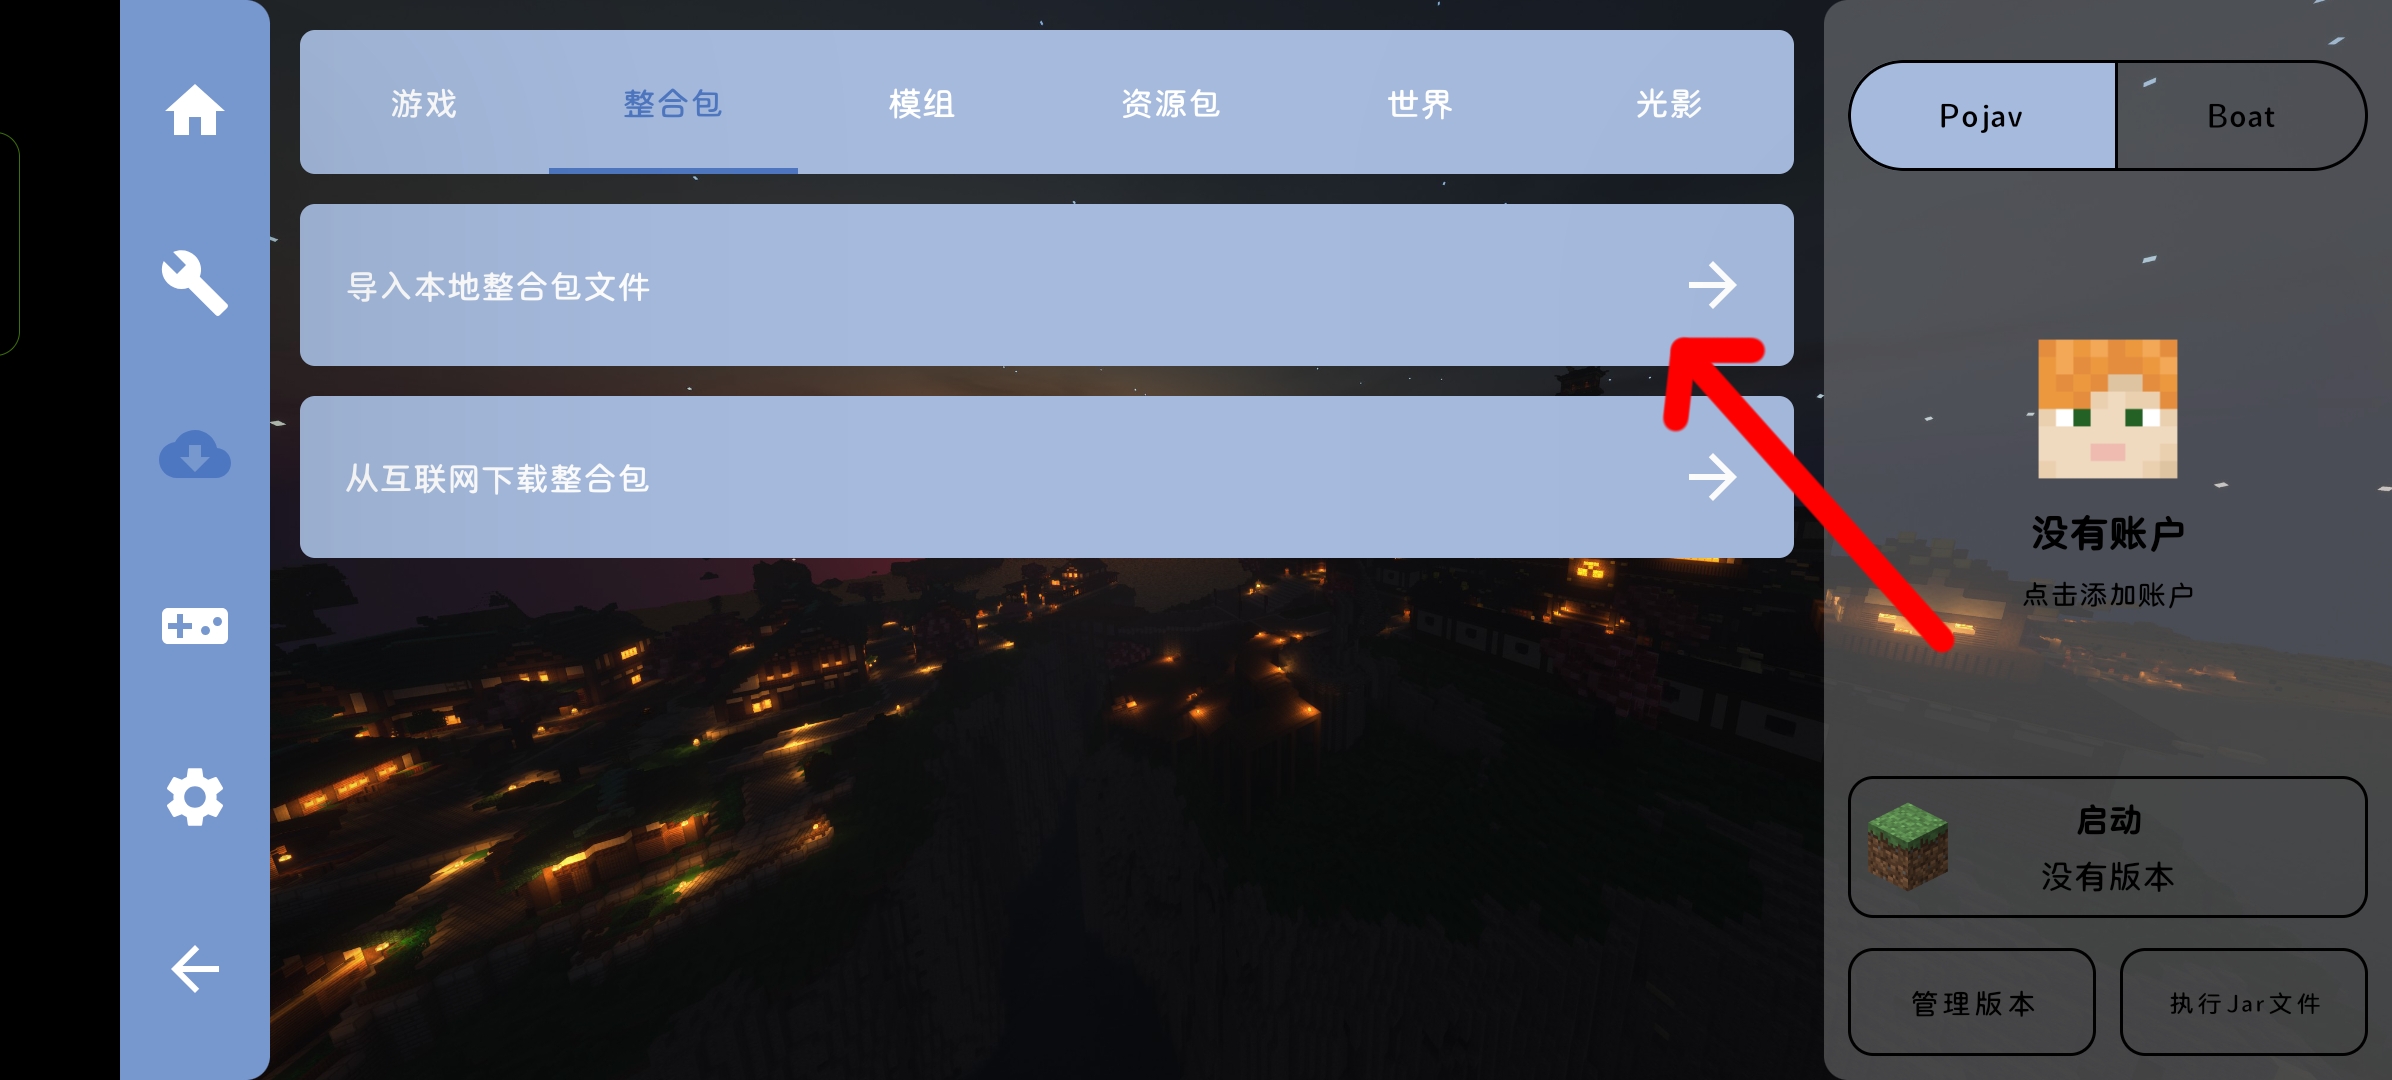 游戏
整合包
模组
资源包
世界
光影
导入本地整合包文件
从互联网下载整合包
Pojav
Boat
没有账户
点击添加账户
启动
没有版本
管理版本
执行Jar文件